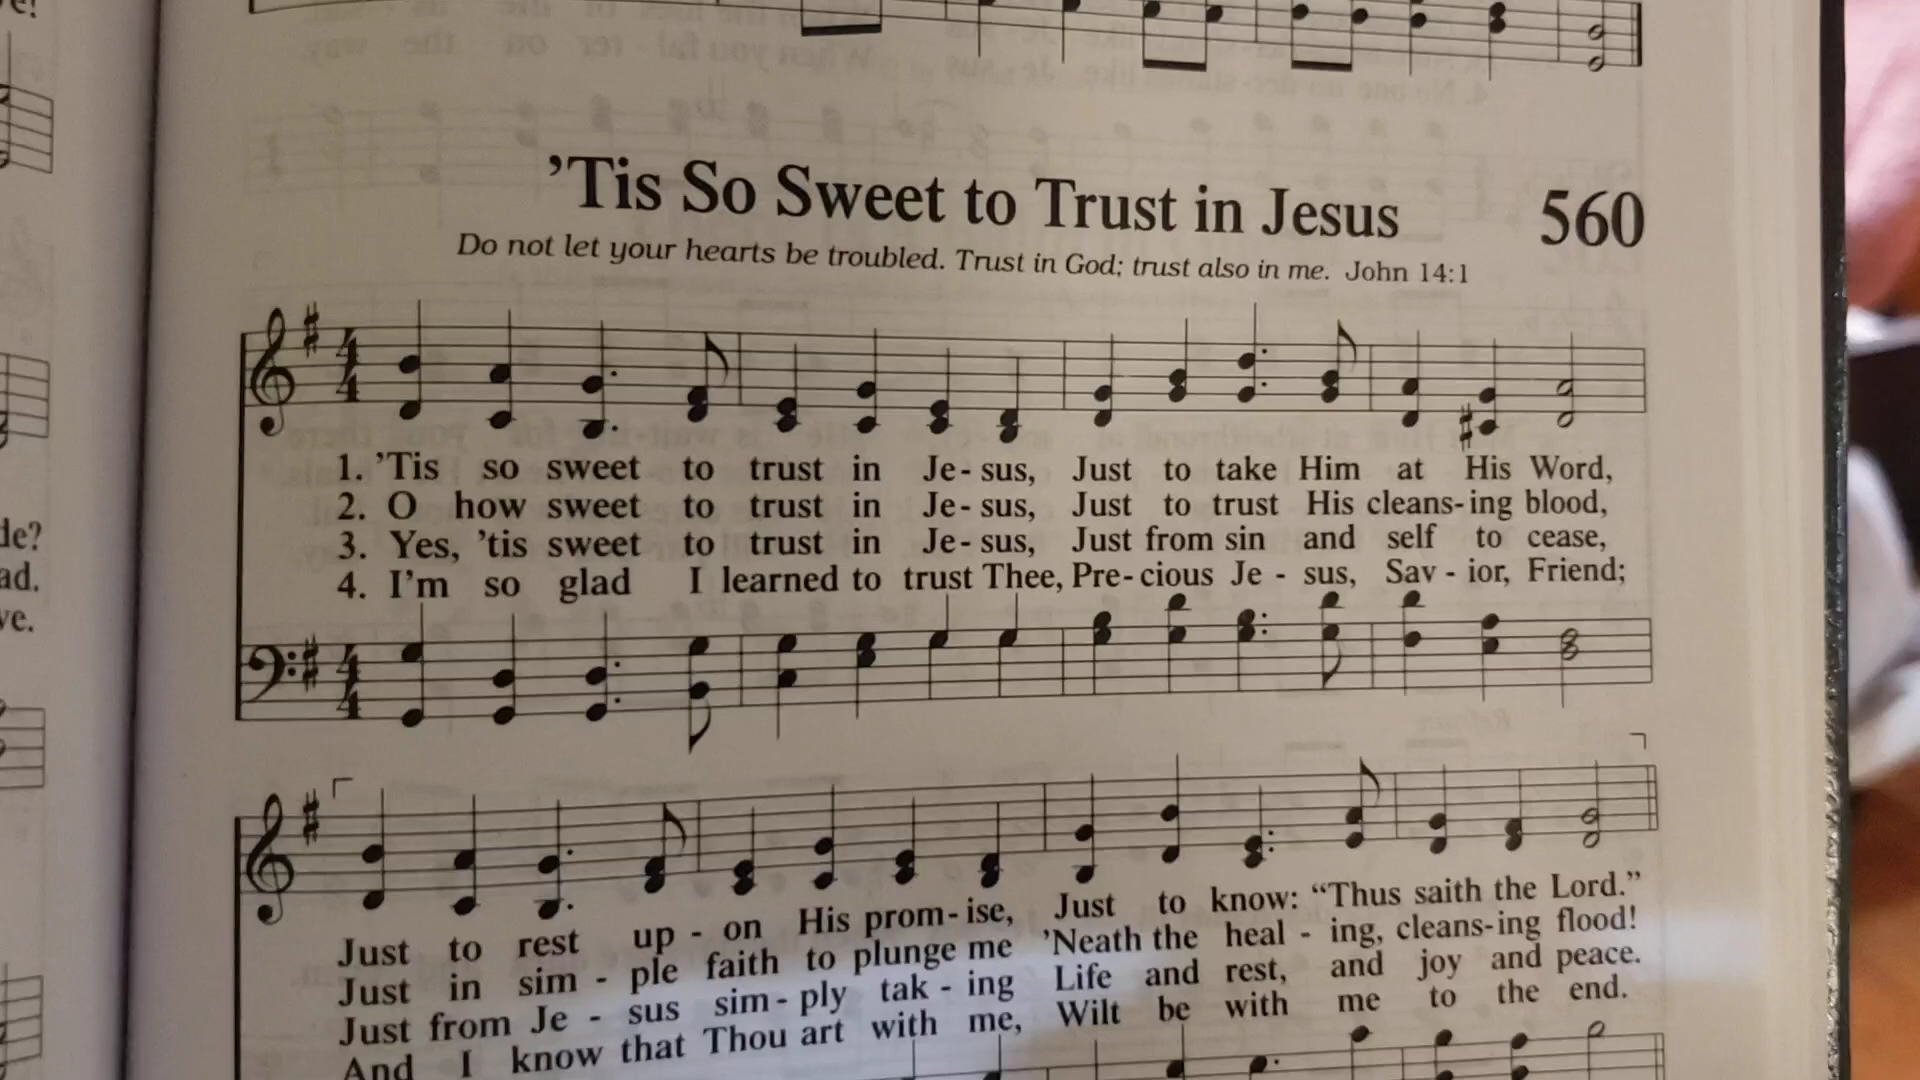 e!
'Tis So Sweet to Trust in Jesus 560
Do not let your hearts be troubled. Trust in God; trust also in me. John 14:1
1. 'Tis so sweet to trust in Je-sus, Just to take Him at His Word,
2. O how sweet to trust in Je-sus, Just to trust His cleans-ing blood,
3. Yes, 'tis sweet to trust in Je-sus, Just from sin and self to cease,
4. I'm so glad I learned to trust Thee, Pre-cious Je - sus, Sav - ior, Friend;
de?
ad.
ve.
Just to rest up - on His prom-ise, Just to know: “Thus saith the Lord.”
Just in sim - ple faith to plunge me 'Neath the heal - ing, cleans-ing flood!
Just from Je - sus sim-ply tak - ing Life and rest, and joy and peace.
And I know that Thou art with me, Wilt be with me to the end.